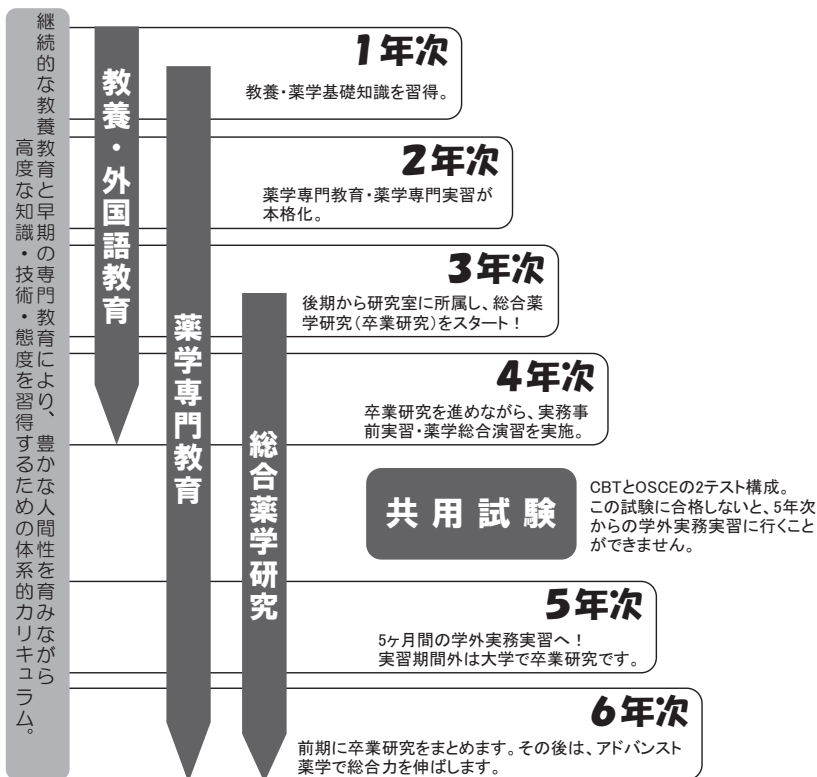 継続的な教養教育と早期の専門教育により、豊かな人間性を育みながら
高度な知識・技術・態度を習得するための体系的カリキュラム。
教養・外国語教育
薬学専門教育
総合薬学研究
1年次
教養・薬学基礎知識を習得。
2年次
薬学専門教育・薬学専門実習が
本格化。
3年次
後期から研究室に所属し、総合薬
学研究(卒業研究)をスタート!
4年次
卒業研究を進めながら、実務事
前実習・薬学総合演習を実施。
共用試験
CBTとOSCEの2テスト構成。
この試験に合格しないと、5年次
からの学外実務実習に行くこと
ができません。
5年次
5ヶ月間の学外実務実習へ!
実習期間外は大学で卒業研究です。
6年次
前期に卒業研究をまとめます。その後は、アドバンスト
薬学で総合力を伸ばします。